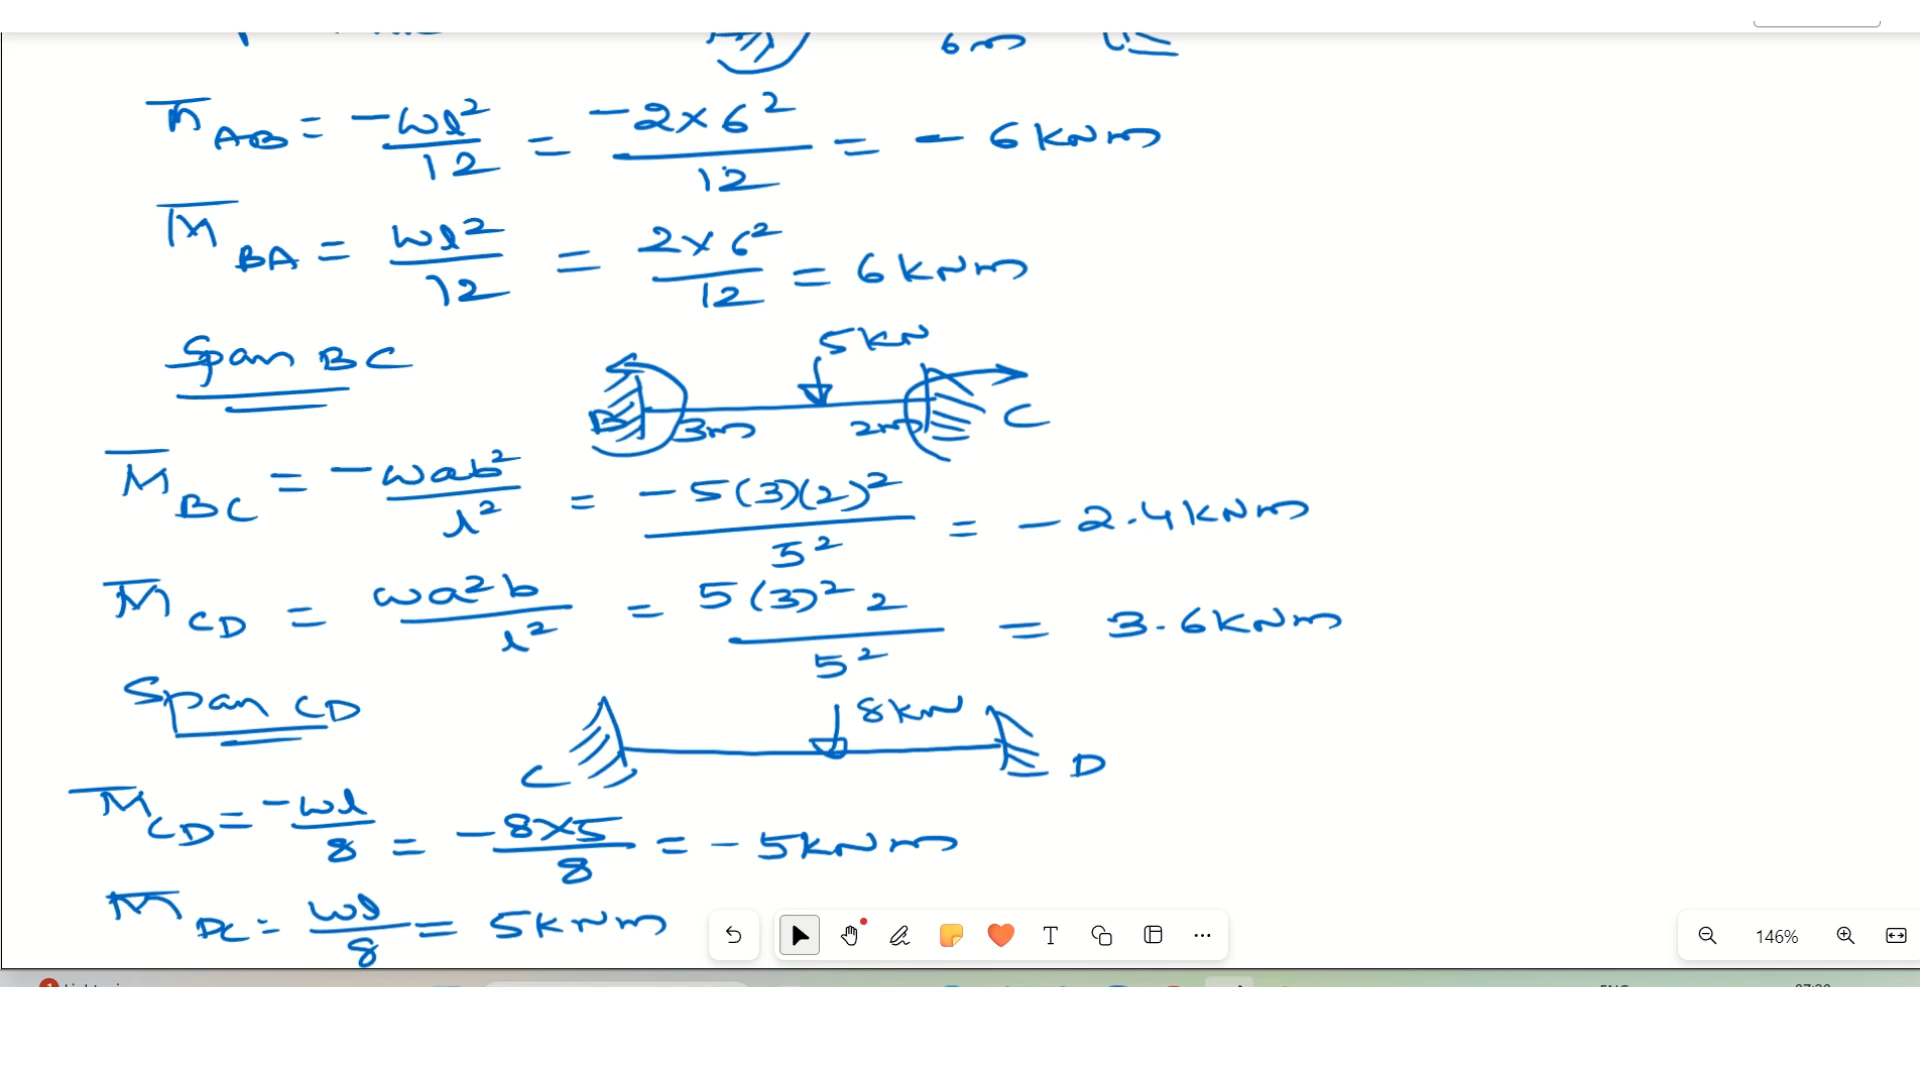 6m
M̅AB = -wl²/12 = -2×6²/12 = - 6kNm
M̅BA = wl²/12 = 2×6²/12 = 6kNm
Span BC
5kN
B 3m 2m C
M̅BC = -wab²/l² = -5(3)(2)²/5² = -2.4kNm
M̅CD = wa²b/l² = 5(3)²2/5² = 3.6kNm
Span CD
8kN
C D
M̅CD = -wl/8 = -8×5/8 = -5kNm
M̅DC = wl/8 = 5kNm
T
146%